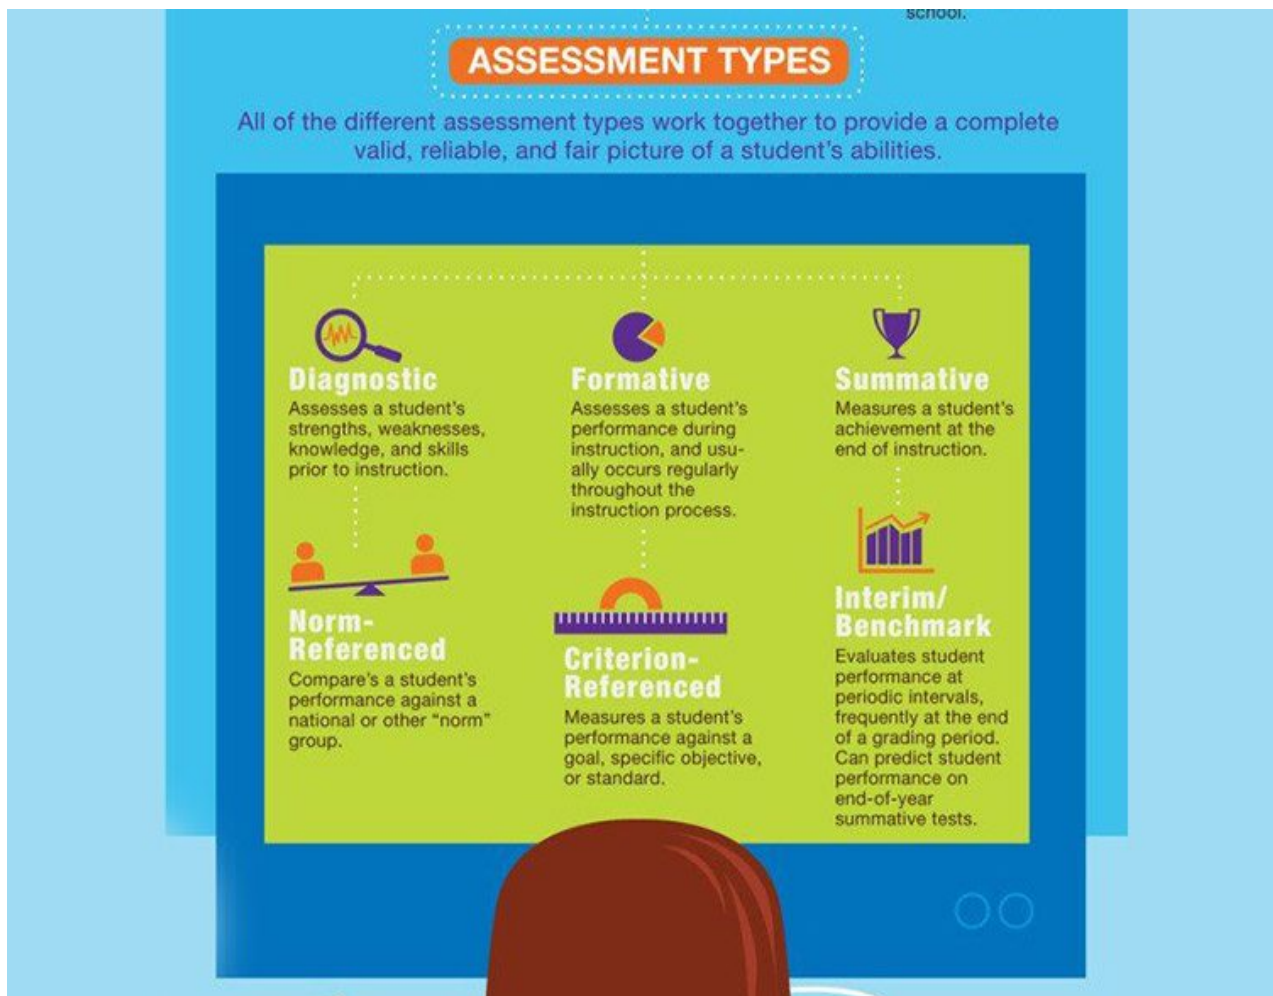 school.
ASSESSMENT TYPES
All of the different assessment types work together to provide a complete
valid, reliable, and fair picture of a student's abilities.
Diagnostic
Assesses a student's
strengths, weaknesses,
knowledge, and skills
prior to instruction.
Formative
Assesses a student's
performance during
instruction, and usu-
ally occurs regularly
throughout the
instruction process.
Summative
Measures a student's
achievement at the
end of instruction.
Norm-
Referenced
Compare's a student's
performance against a
national or other “norm”
group.
Criterion-
Referenced
Measures a student's
performance against a
goal, specific objective,
or standard.
Interim/
Benchmark
Evaluates student
performance at
periodic intervals,
frequently at the end
of a grading period.
Can predict student
performance on
end-of-year
summative tests.